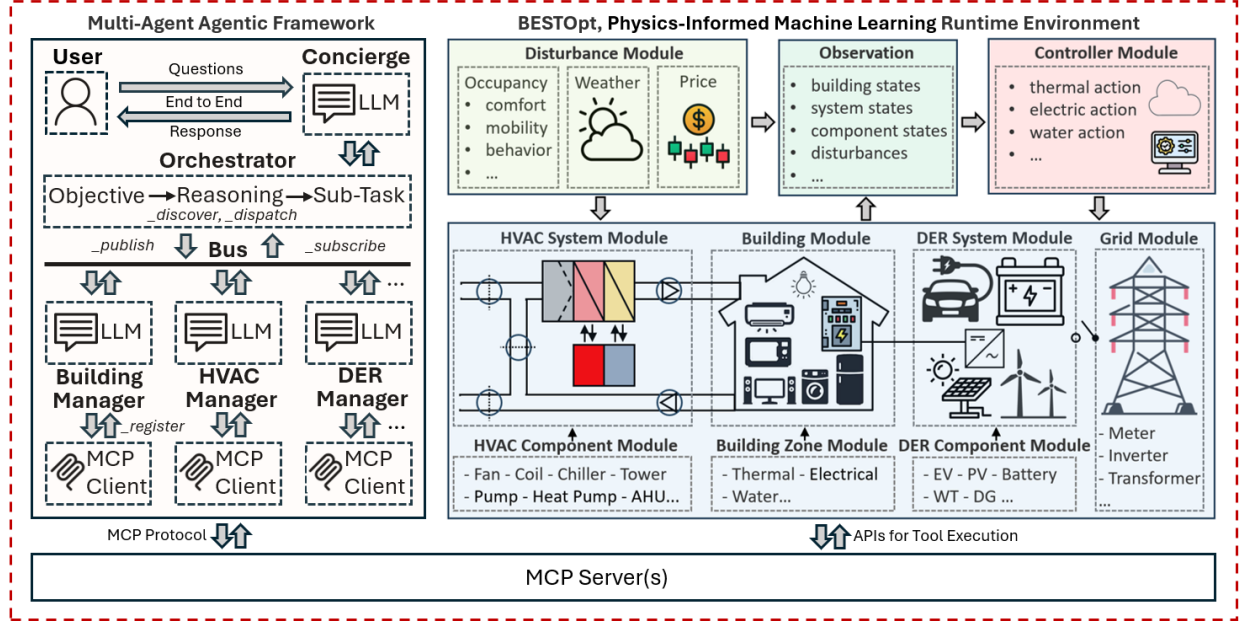 Multi-Agent Agentic Framework
User
Concierge
Questions
LLM
End to End
Response
Orchestrator
Objective
Reasoning
Sub-Task
_discover, _dispatch
_publish
Bus
_subscribe
...
LLM
LLM
LLM
Building
Manager
HVAC
Manager
DER
Manager
_register
...
MCP
Client
MCP
Client
MCP
Client
BESTOpt, Physics-Informed Machine Learning Runtime Environment
Disturbance Module
Occupancy
• comfort
• mobility
• behavior
• ...
Weather
Price
$
Observation
• building states
• system states
• component states
• disturbances
• ...
Controller Module
• thermal action
• electric action
• water action
• ...
HVAC System Module
Building Module
DER System Module
Grid Module
HVAC Component Module
- Fan - Coil - Chiller - Tower
- Pump - Heat Pump - AHU...
Building Zone Module
- Thermal - Electrical
- Water...
DER Component Module
- EV - PV - Battery
- WT - DG ...
- Meter
- Inverter
- Transformer
...
MCP Protocol
APIs for Tool Execution
MCP Server(s)